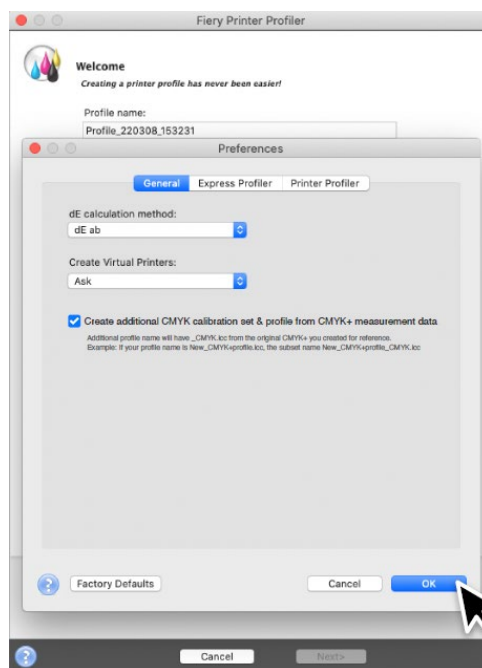 Fiery Printer Profiler
Welcome
Creating a printer profile has never been easier!
Profile name:
Profile_220308_153231
Preferences
General Express Profiler Printer Profiler
dE calculation method:
dE ab
Create Virtual Printers:
Ask
Create additional CMYK calibration set & profile from CMYK+ measurement data
Additional profile name will have _CMYK.icc from the original CMYK+ you created for reference.
Example: If your profile name is New_CMYK+profile.icc, the subset name New_CMYK+profile_CMYK.icc
? Factory Defaults Cancel OK
? Cancel Next>